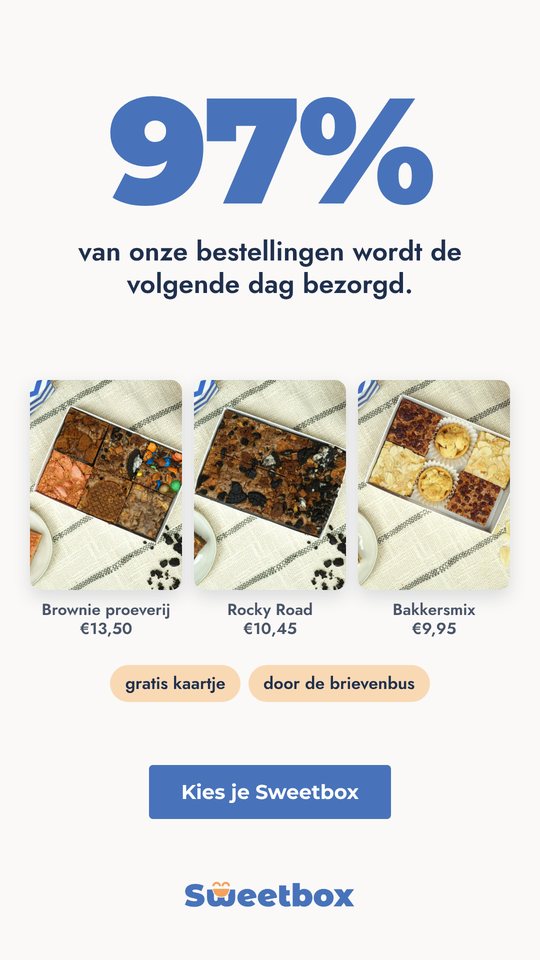 97%
van onze bestellingen wordt de
volgende dag bezorgd.
Brownie proeverij
€13,50
Rocky Road
€10,45
Bakkersmix
€9,95
gratis kaartje
door de brievenbus
Kies je Sweetbox
Sweetbox